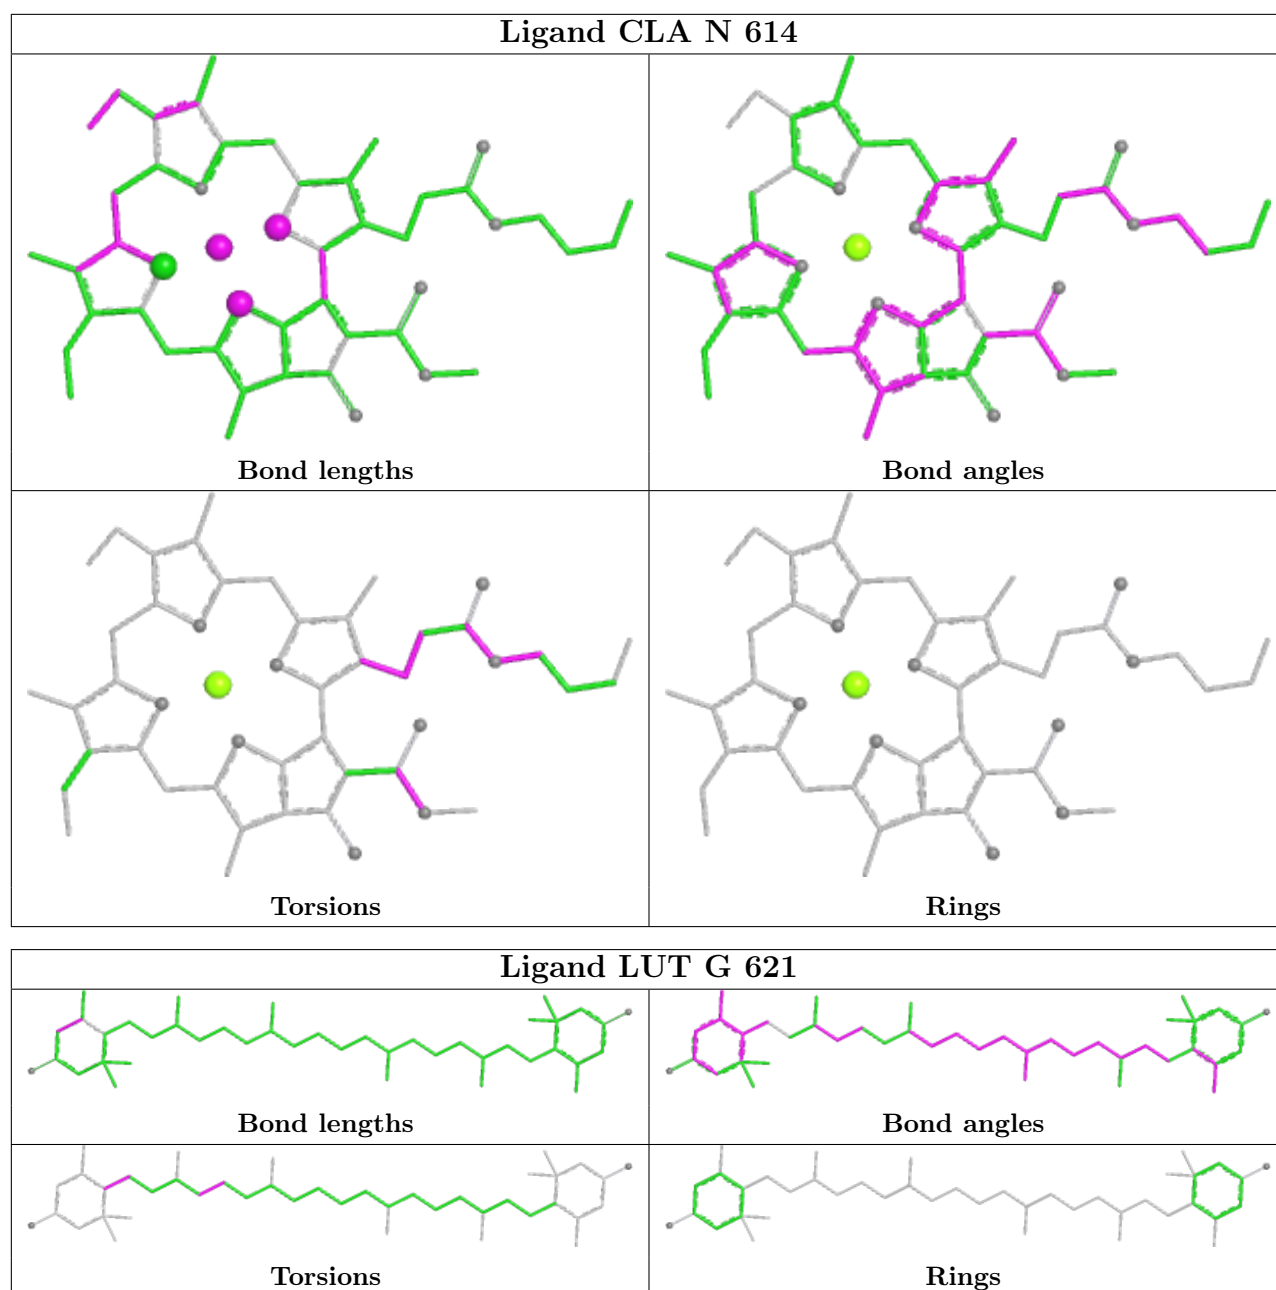 Ligand CLA N 614
Bond lengths
Bond angles
Torsions
Rings
Ligand LUT G 621
Bond lengths
Bond angles
Torsions
Rings